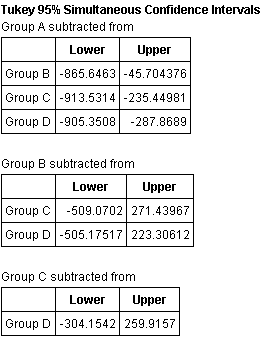 Tukey 95% Simultaneous Confidence Intervals
Group A subtracted from
Lower Upper
Group B -865.6463 -45.704376
Group C -913.5314 -235.44981
Group D -905.3508 -287.8689
Group B subtracted from
Lower Upper
Group C -509.0702 271.43967
Group D -505.17517 223.30612
Group C subtracted from
Lower Upper
Group D -304.1542 259.9157